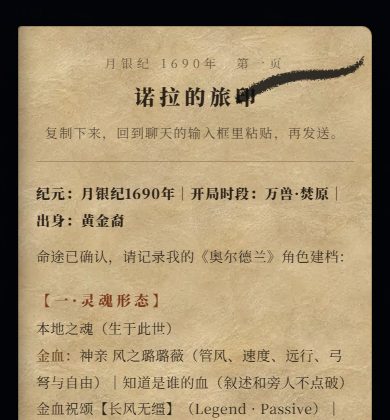 月银纪 1690年 第一页
诺拉的旅印
复制下来，回到聊天的输入框里粘贴，再发送。
纪元：月银纪1690年｜开局时段：万兽·焚原｜
出身：黄金裔
命途已确认，请记录我的《奥尔德兰》角色建档：
【一·灵魂形态】
本地之魂（生于此世）
金血：神亲 风之璐璐薇（管风、速度、远行、弓
弩与自由）｜知道是谁的血（叙述和旁人不点破）
金血祝颂【长风无缰】（Legend · Passive）｜